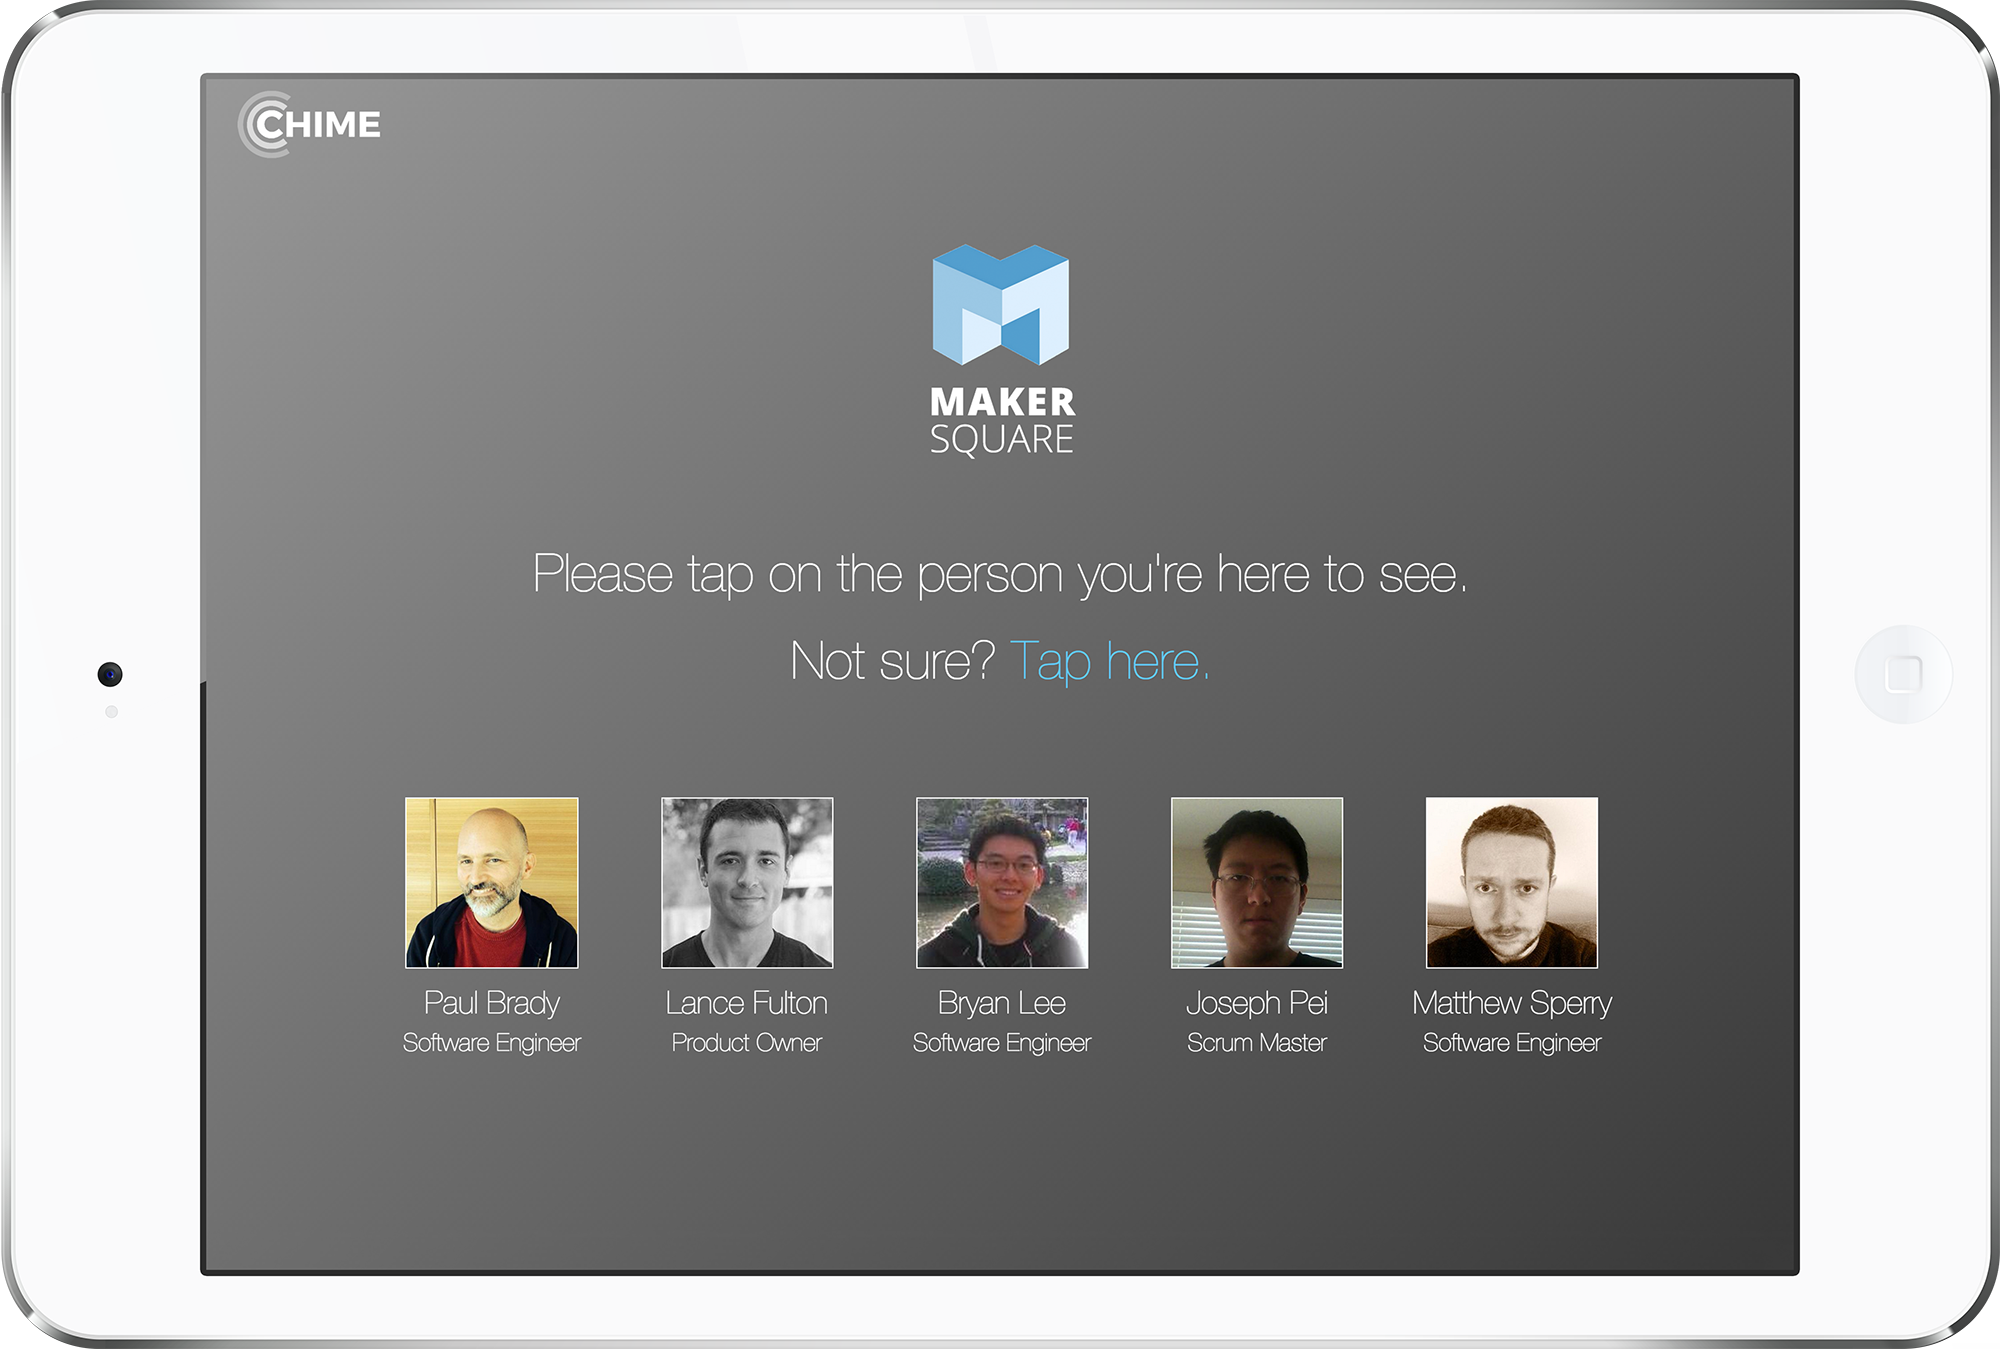 CHIME
MAKER
SQUARE
Please tap on the person you're here to see.
Not sure? Tap here.
Paul Brady
Software Engineer
Lance Fulton
Product Owner
Bryan Lee
Software Engineer
Joseph Pei
Scrum Master
Matthew Sperry
Software Engineer